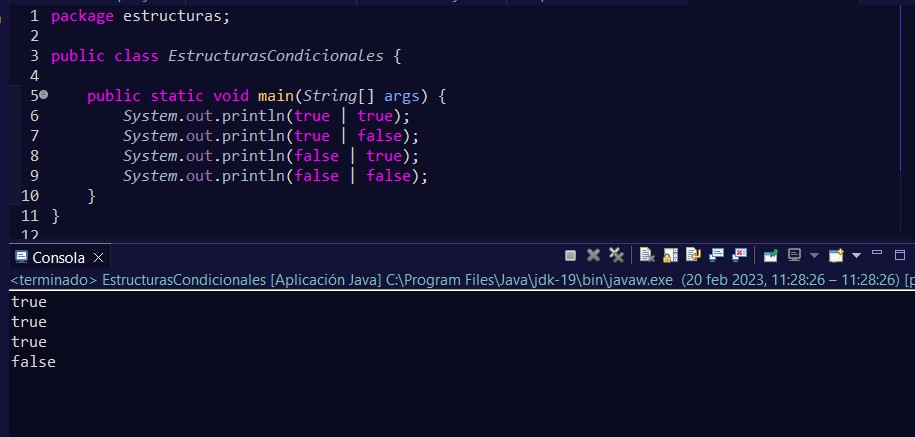 1 package estructuras;
2
3 public class EstructurasCondicionales {
4
5 public static void main(String[] args) {
6 System.out.println(true | true);
7 System.out.println(true | false);
8 System.out.println(false | true);
9 System.out.println(false | false);
10 }
11 }
12
Consola
<terminado> EstructurasCondicionales [Aplicación Java] C:\Program Files\Java\jdk-19\bin\javaw.exe (20 feb 2023, 11:28:26 – 11:28:26) [p
true
true
true
false